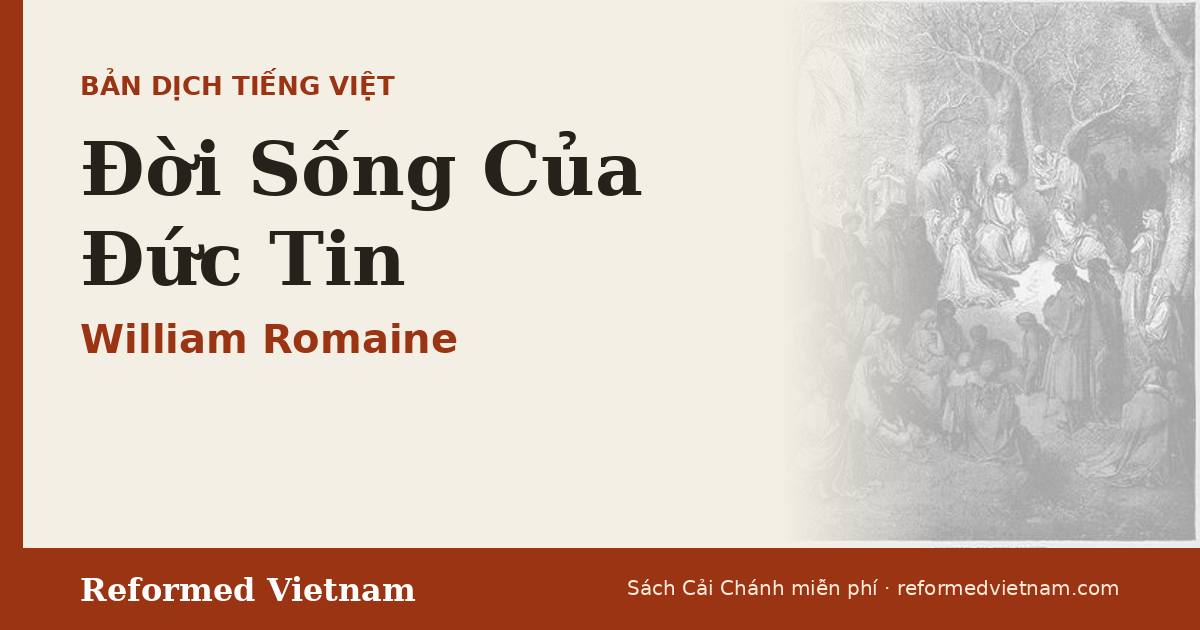 BẢN DỊCH TIẾNG VIỆT
Đời Sống Của
Đức Tin
William Romaine
Reformed Vietnam
Sách Cải Chánh miễn phí · reformedvietnam.com